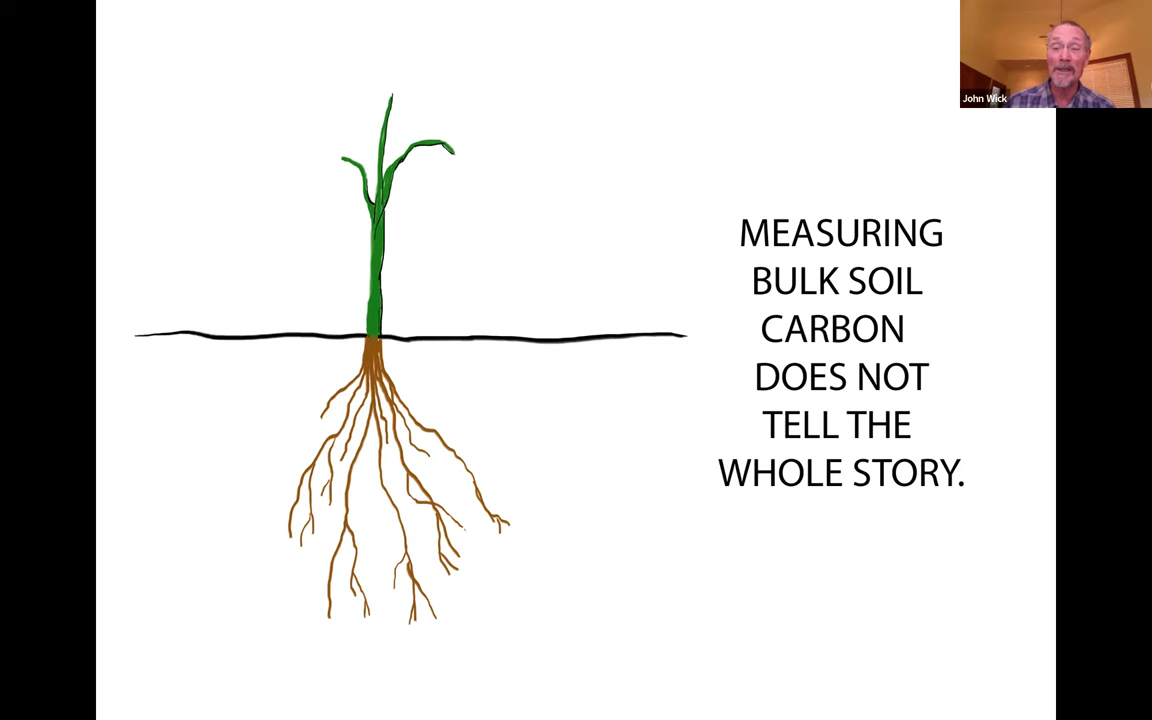 John Wick
MEASURING
BULK SOIL
CARBON
DOES NOT
TELL THE
WHOLE STORY.